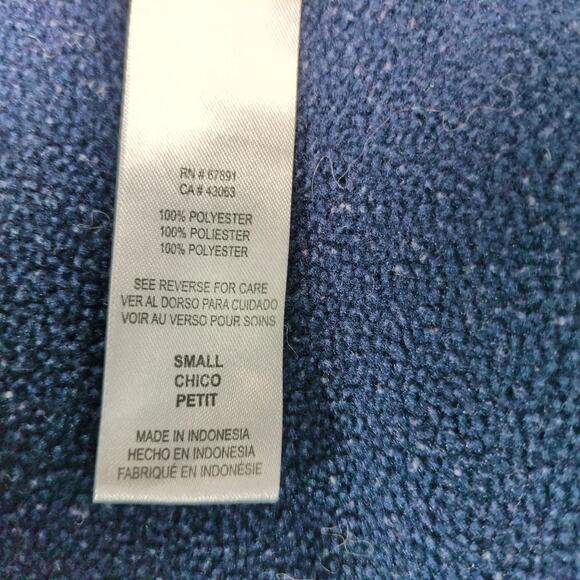 RN # 67891
CA # 43063
100% POLYESTER
100% POLIESTER
100% POLYESTER
SEE REVERSE FOR CARE
VER AL DORSO PARA CUIDADO
VOIR AU VERSO POUR SOINS
SMALL
CHICO
PETIT
MADE IN INDONESIA
HECHO EN INDONESIA
FABRIQUÉ EN INDONÉSIE